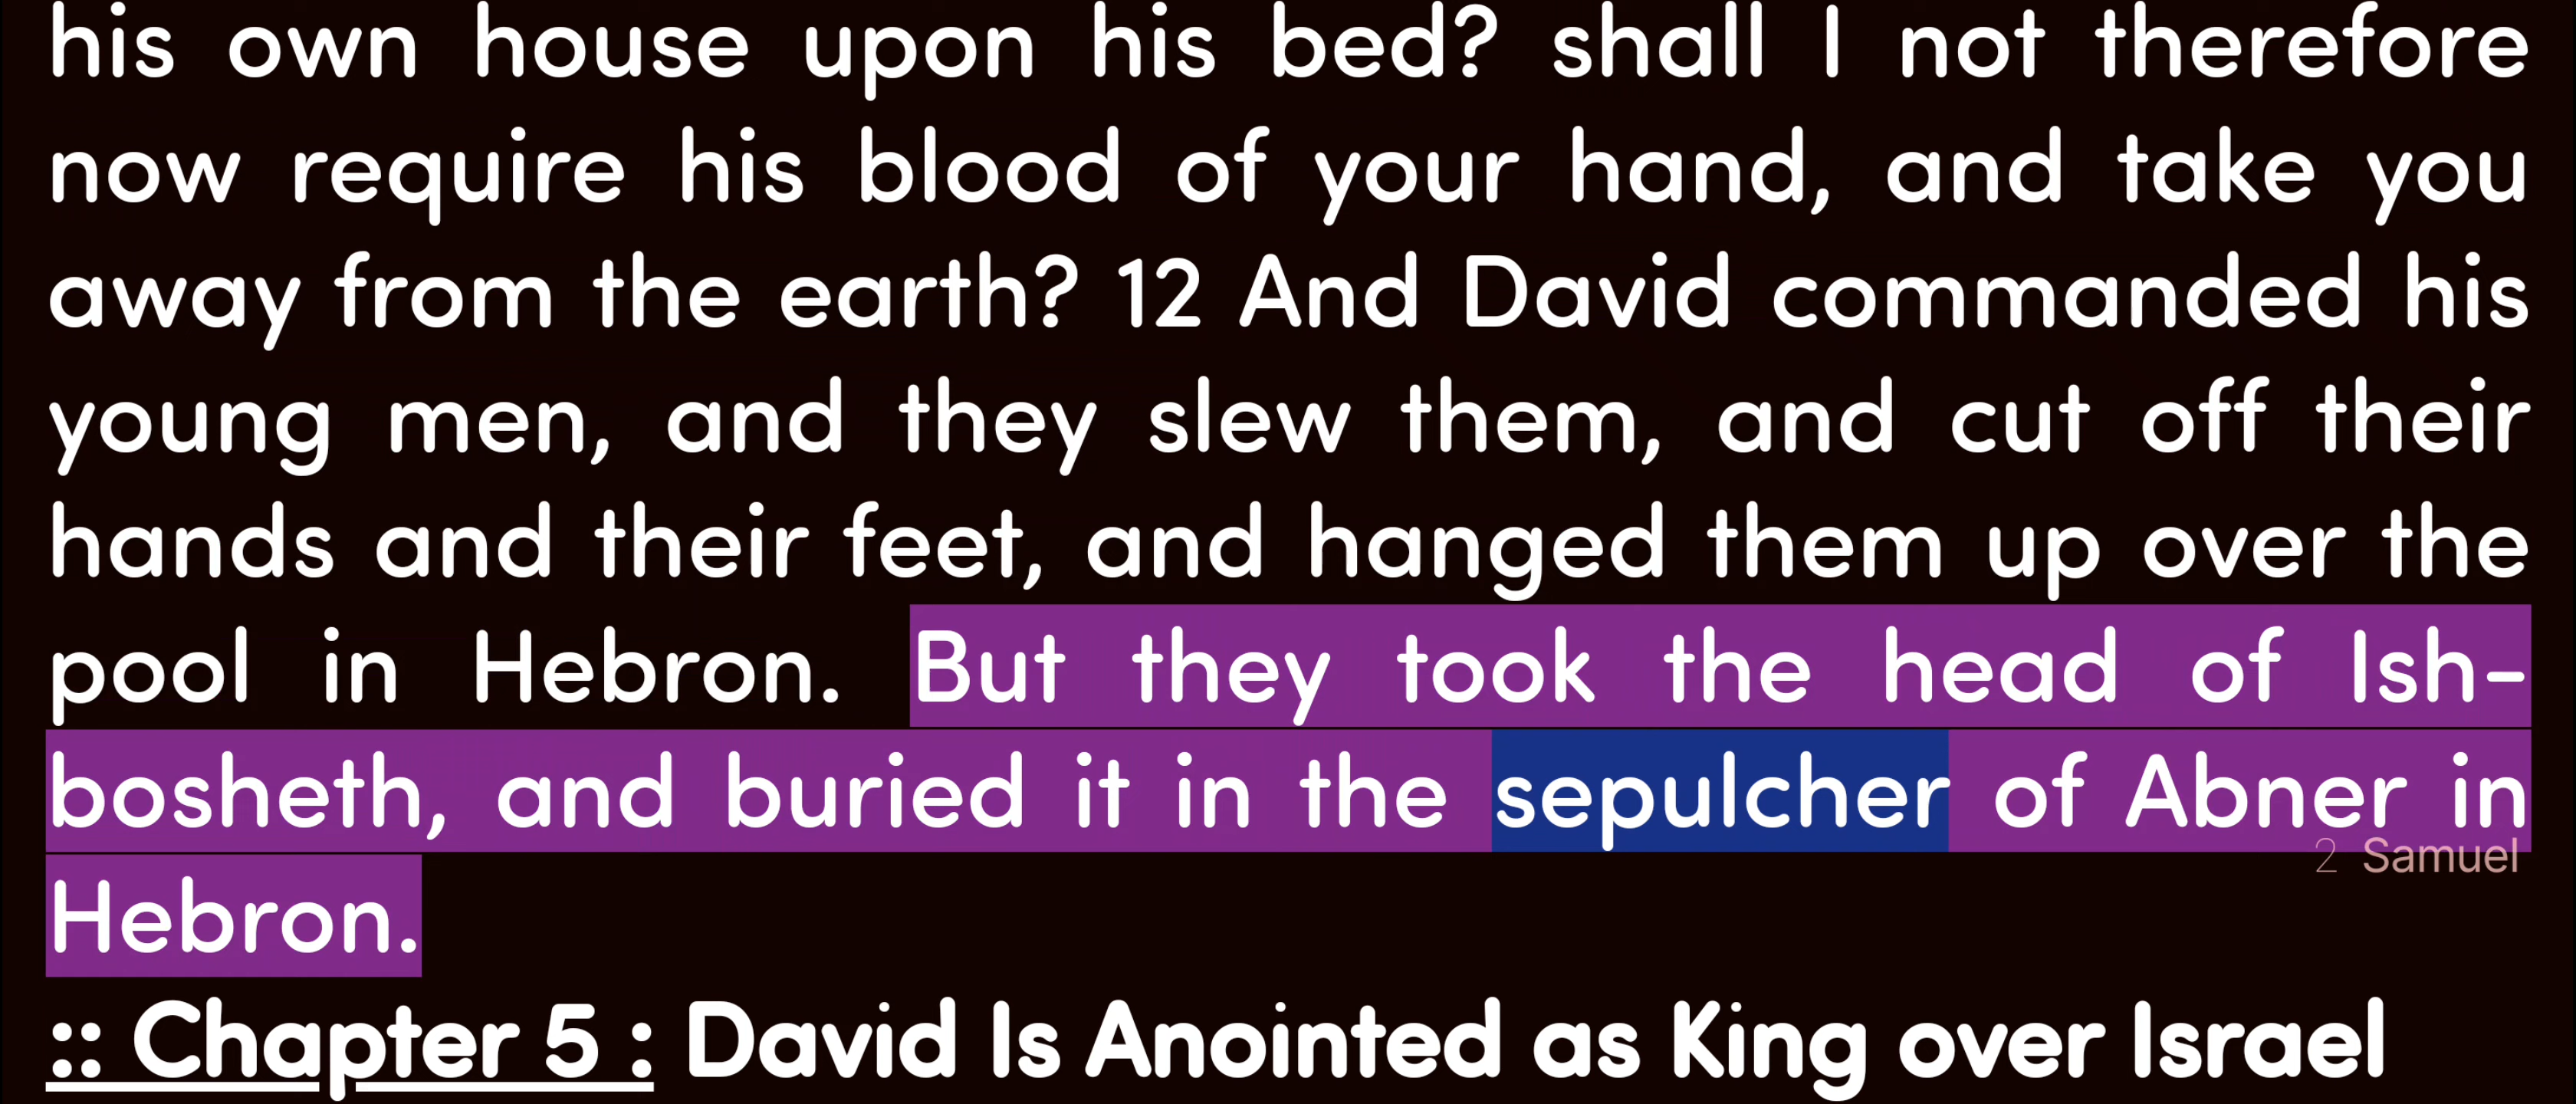 his own house upon his bed? shall I not therefore
now require his blood of your hand, and take you
away from the earth? 12 And David commanded his
young men, and they slew them, and cut off their
hands and their feet, and hanged them up over the
pool in Hebron. But they took the head of Ish-
bosheth, and buried it in the sepulcher of Abner in
2 Samuel
Hebron.
:: Chapter 5 : David Is Anointed as King over Israel